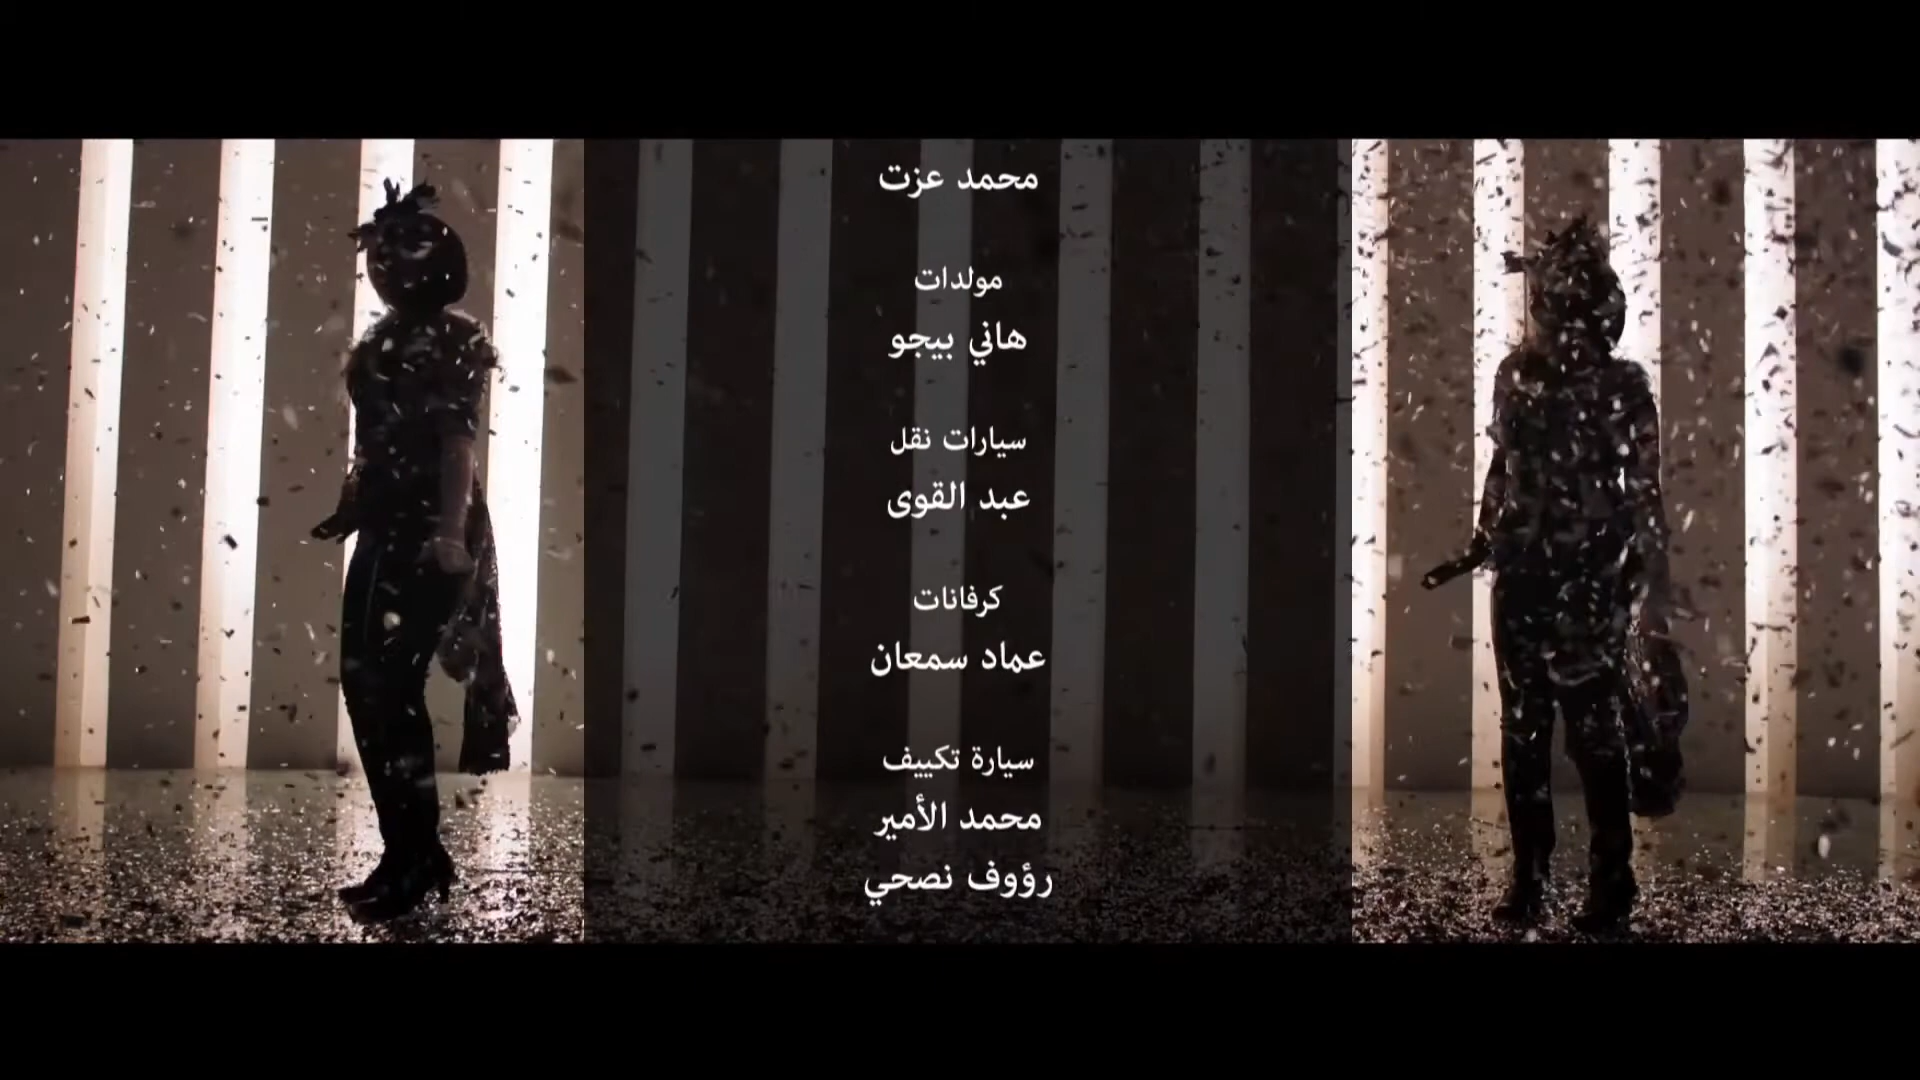 محمد عزت
مولدات
هاني بيجو
سيارات نقل
عبد القوى
كرفانات
عماد سمعان
سيارة تكييف
محمد الأمير
رؤوف نصحي